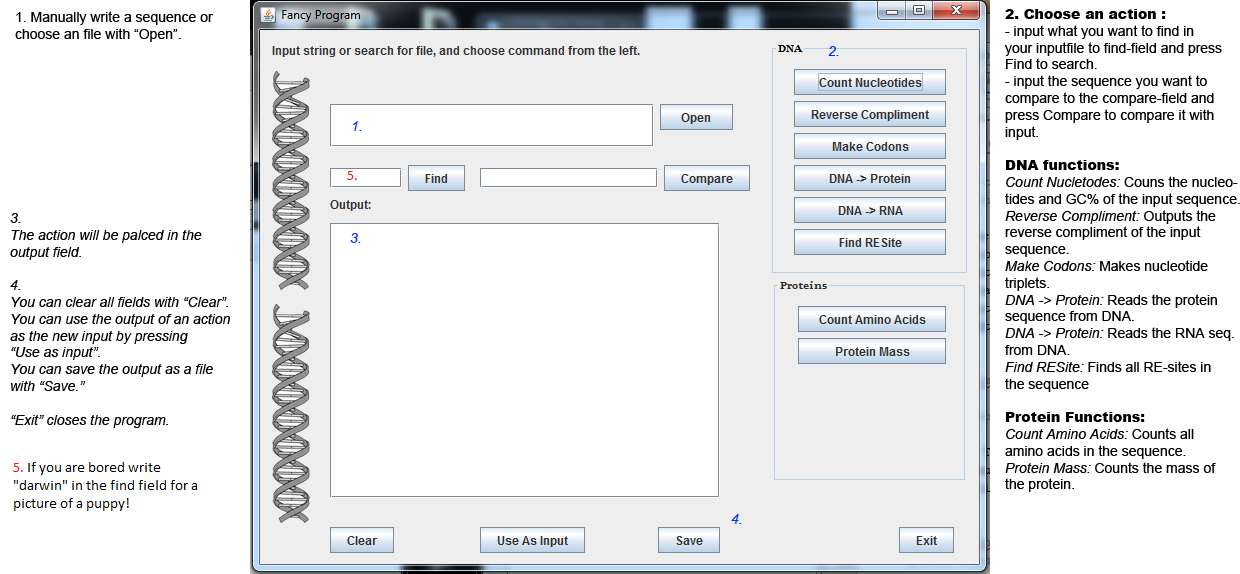 1. Manually write a sequence or
choose an file with “Open”.
3.
The action will be palced in the
output field.
4.
You can clear all fields with “Clear”.
You can use the output of an action
as the new input by pressing
“Use as input”.
You can save the output as a file
with “Save.”
“Exit” closes the program.
5. If you are bored write
"darwin" in the find field for a
picture of a puppy!
Fancy Program
Input string or search for file, and choose command from the left.
1.
Open
5.
Find
Compare
Output:
3.
4.
Clear
Use As Input
Save
Exit
DNA
2.
Count Nucleotides
Reverse Compliment
Make Codons
DNA -> Protein
DNA -> RNA
Find RESite
Proteins
Count Amino Acids
Protein Mass
2. Choose an action :
- input what you want to find in
your inputfile to find-field and press
Find to search.
- input the sequence you want to
compare to the compare-field and
press Compare to compare it with
input.
DNA functions:
Count Nucletodes: Couns the nucleo-
tides and GC% of the input sequence.
Reverse Compliment: Outputs the
reverse compliment of the input
sequence.
Make Codons: Makes nucleotide
triplets.
DNA -> Protein: Reads the protein
sequence from DNA.
DNA -> Protein: Reads the RNA seq.
from DNA.
Find RESite: Finds all RE-sites in
the sequence
Protein Functions:
Count Amino Acids: Counts all
amino acids in the sequence.
Protein Mass: Counts the mass of
the protein.